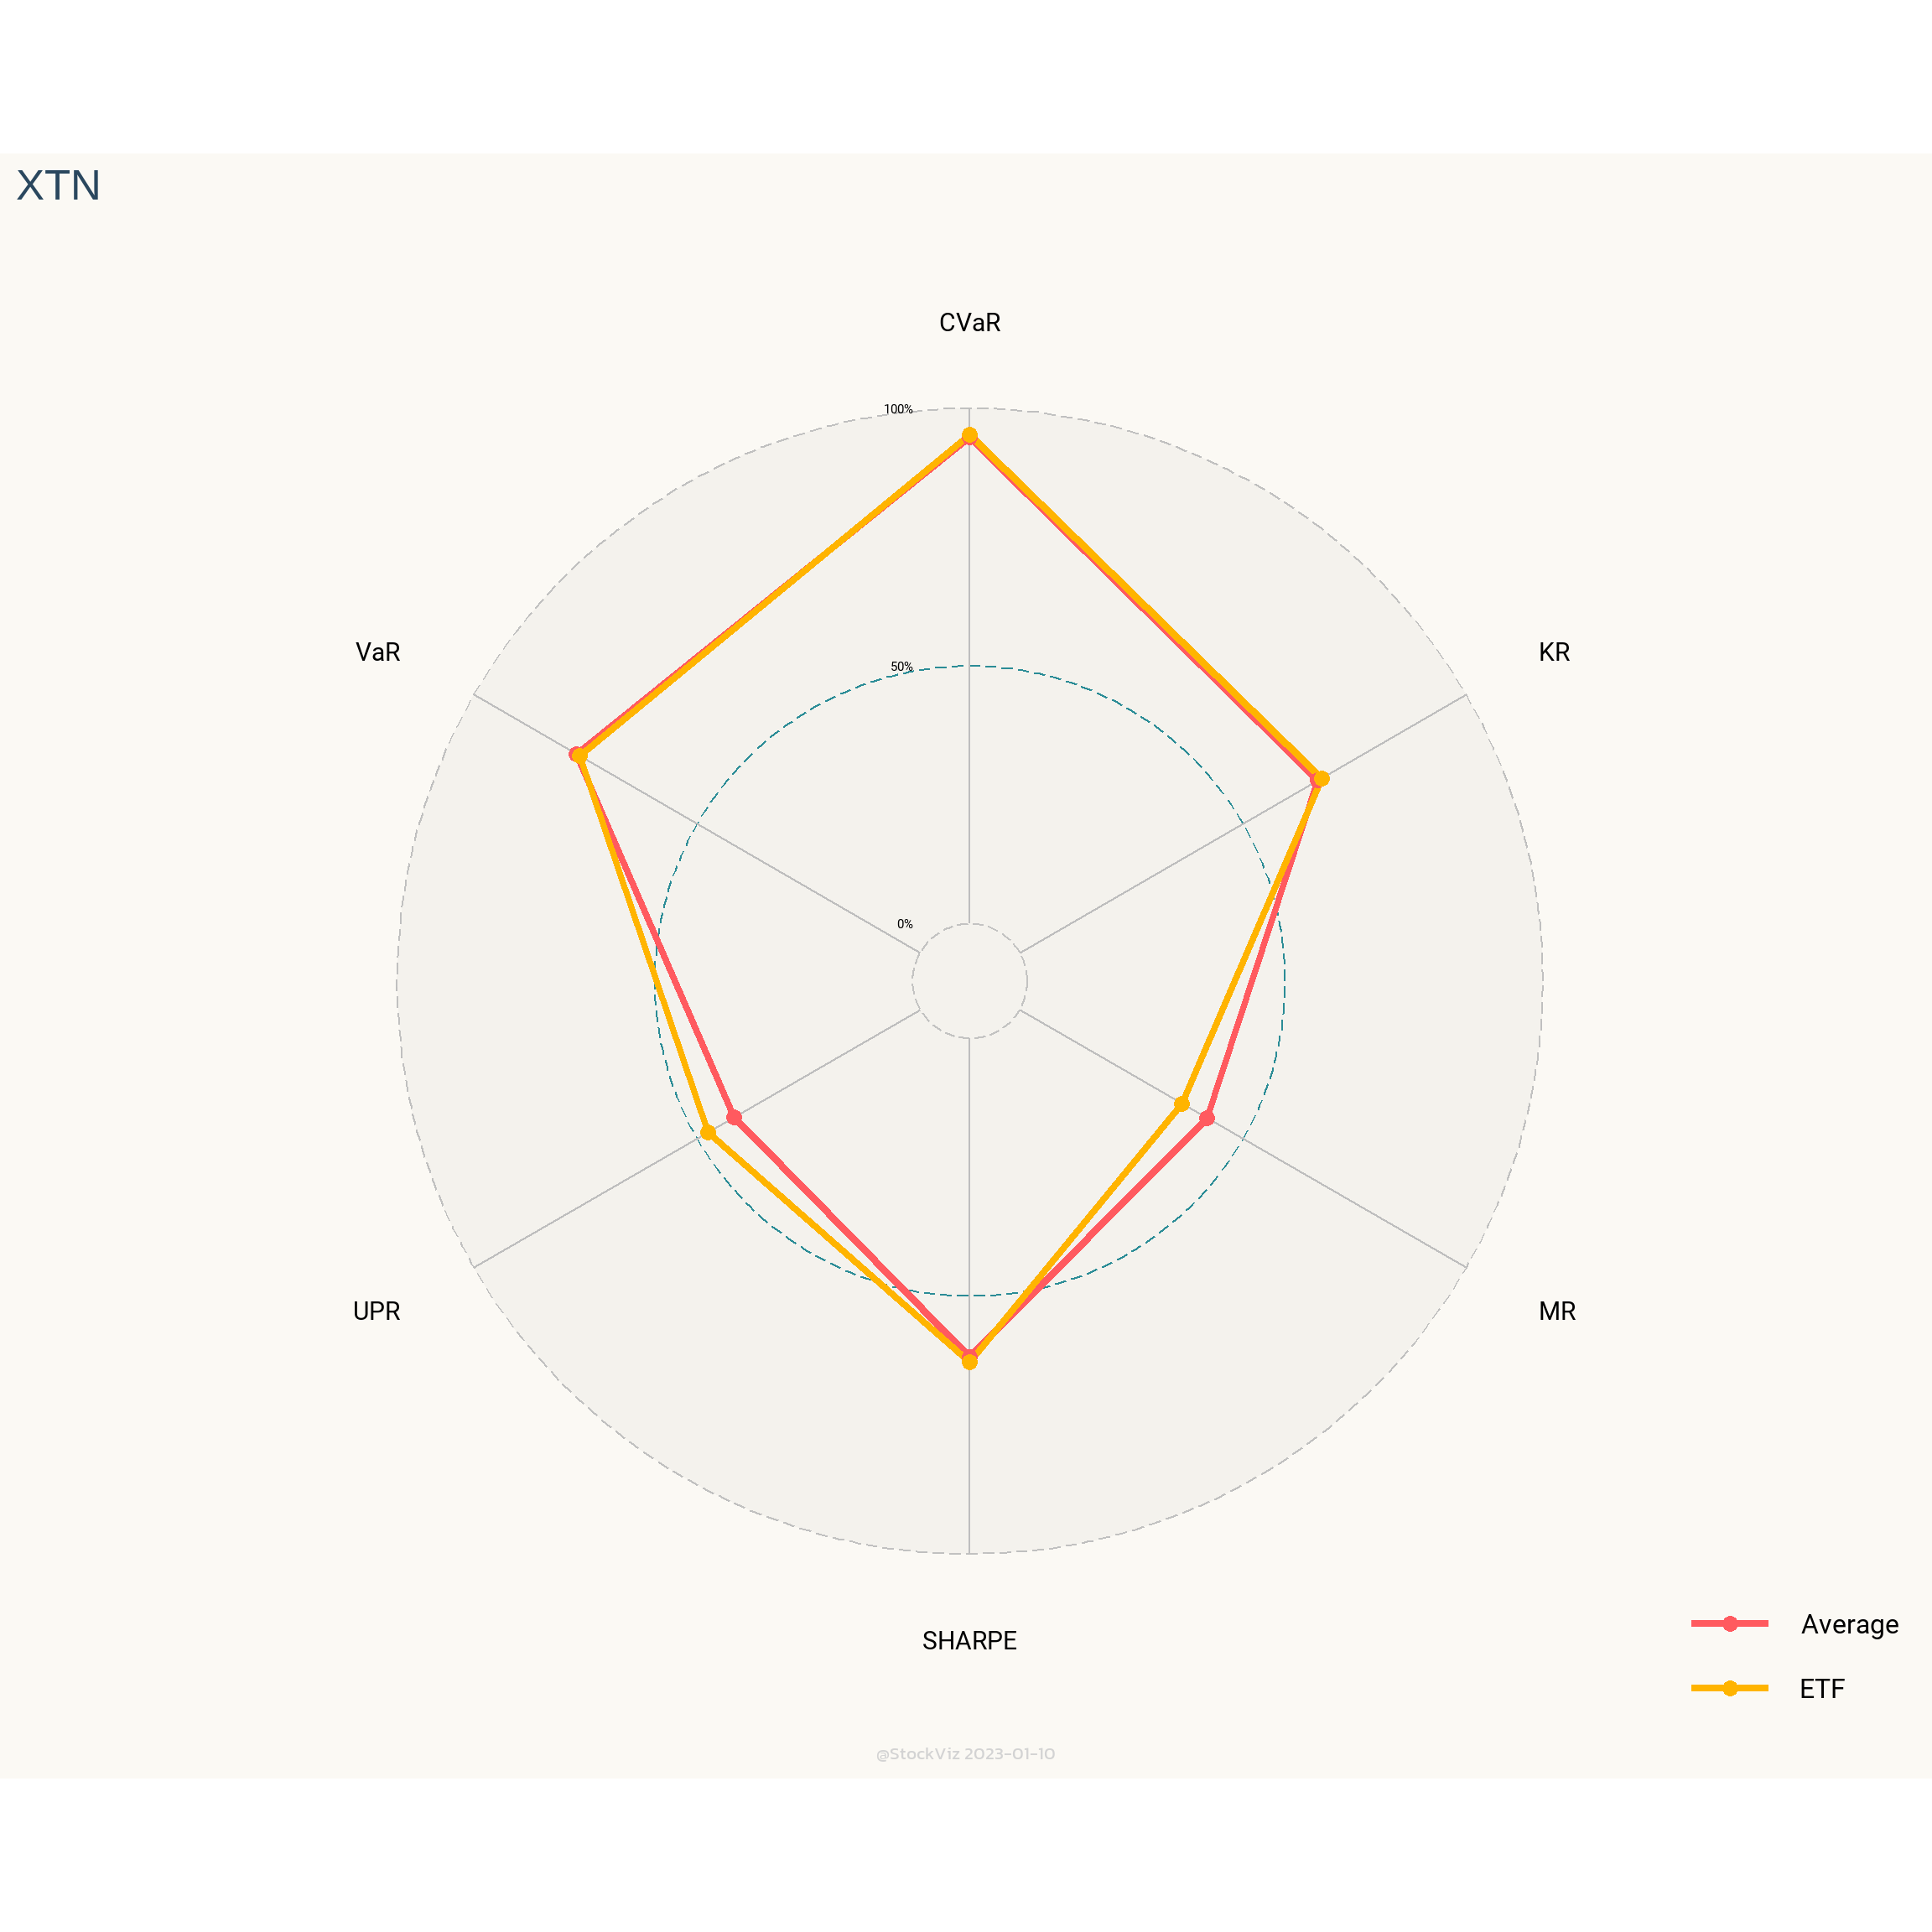 XTN
CVaR
100%
VaR
KR
50%
0%
UPR
MR
SHARPE
Average
ETF
@StockViz 2023-01-10